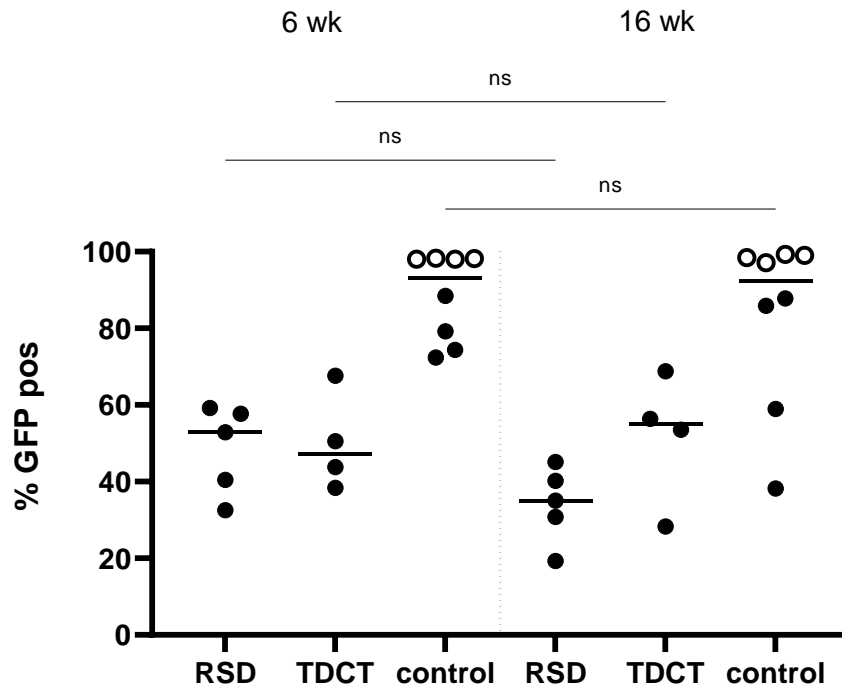 6 wk 16 wk
ns
ns
ns
% GFP pos
100
80
60
40
20
0
RSD TDCT control RSD TDCT control